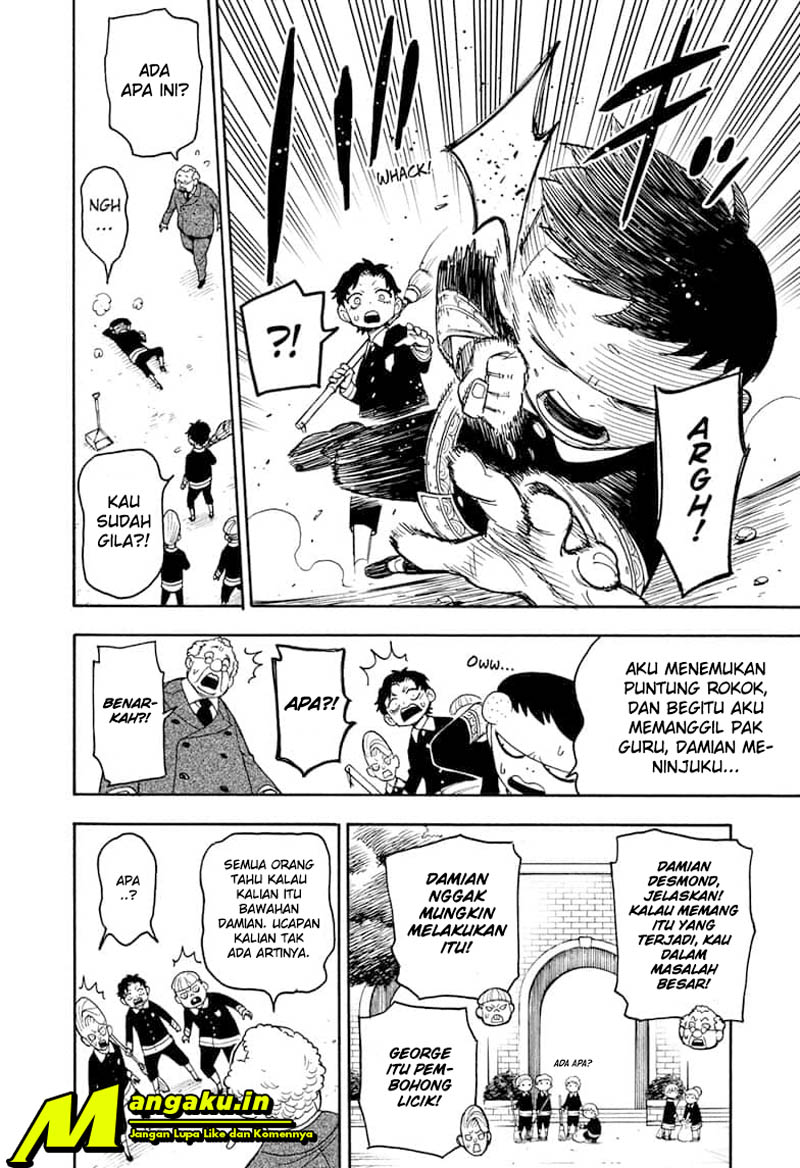 ギッ
WHACK!
ARGH!
?!
ADA
APA INI?
NGH
...
KAU
SUDAH
GILA?!
AKU MENEMUKAN
PUNTUNG ROKOK,
DAN BEGITU AKU
MEMANGGIL PAK
GURU, DAMIAN ME-
NINJUKU...
Oww...
APA?!
BENAR-
KAH?!
DAMIAN
DESMOND,
JELASKAN!
KALAU MEMANG
ITU YANG
TERJADI, KAU
DALAM
MASALAH
BESAR!
DAMIAN
NGGAK
MUNGKIN
MELAKUKAN
ITU!
GEORGE
ITU PEM-
BOHONG
LICIK!
ADA APA?
SEMUA ORANG
TAHU KALAU
KALIAN ITU
BAWAHAN
DAMIAN. UCAPAN
KALIAN TAK
ADA ARTINYA.
APA
..?
Mangaku.in
Jangan Lupa Like dan Komennya